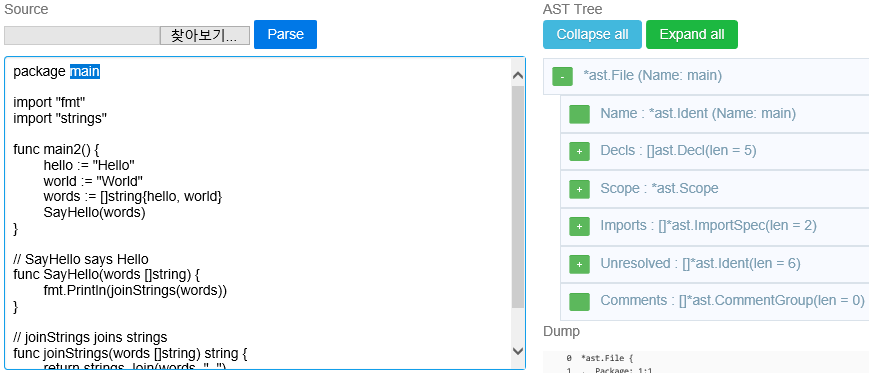 Source
찾아보기...
Parse
package main
import "fmt"
import "strings"
func main2() {
hello := "Hello"
world := "World"
words := []string{hello, world}
SayHello(words)
}
// SayHello says Hello
func SayHello(words []string) {
fmt.Println(joinStrings(words))
}
// joinStrings joins strings
func joinStrings(words []string) string {
return strings.Join(words, ", ")
AST Tree
Collapse all
Expand all
- *ast.File (Name: main)
Name : *ast.Ident (Name: main)
+ Decls : []ast.Decl(len = 5)
+ Scope : *ast.Scope
+ Imports : []*ast.ImportSpec(len = 2)
+ Unresolved : []*ast.Ident(len = 6)
Comments : []*ast.CommentGroup(len = 0)
Dump
0 *ast.File {
1 . Package: 1:1